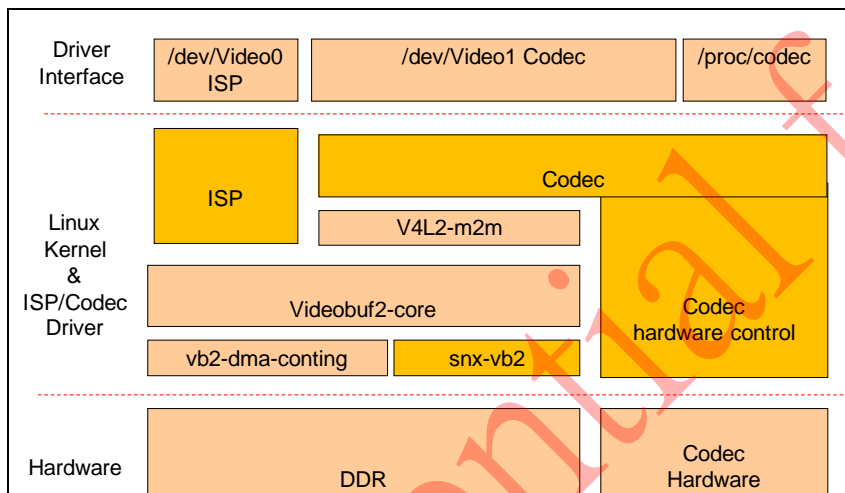 Driver
Interface
/dev/Video0
ISP
/dev/Video1 Codec
/proc/codec
Linux
Kernel
&
ISP/Codec
Driver
ISP
Codec
V4L2-m2m
Videobuf2-core
Codec
hardware control
vb2-dma-conting
snx-vb2
Hardware
DDR
Codec
Hardware
ential f